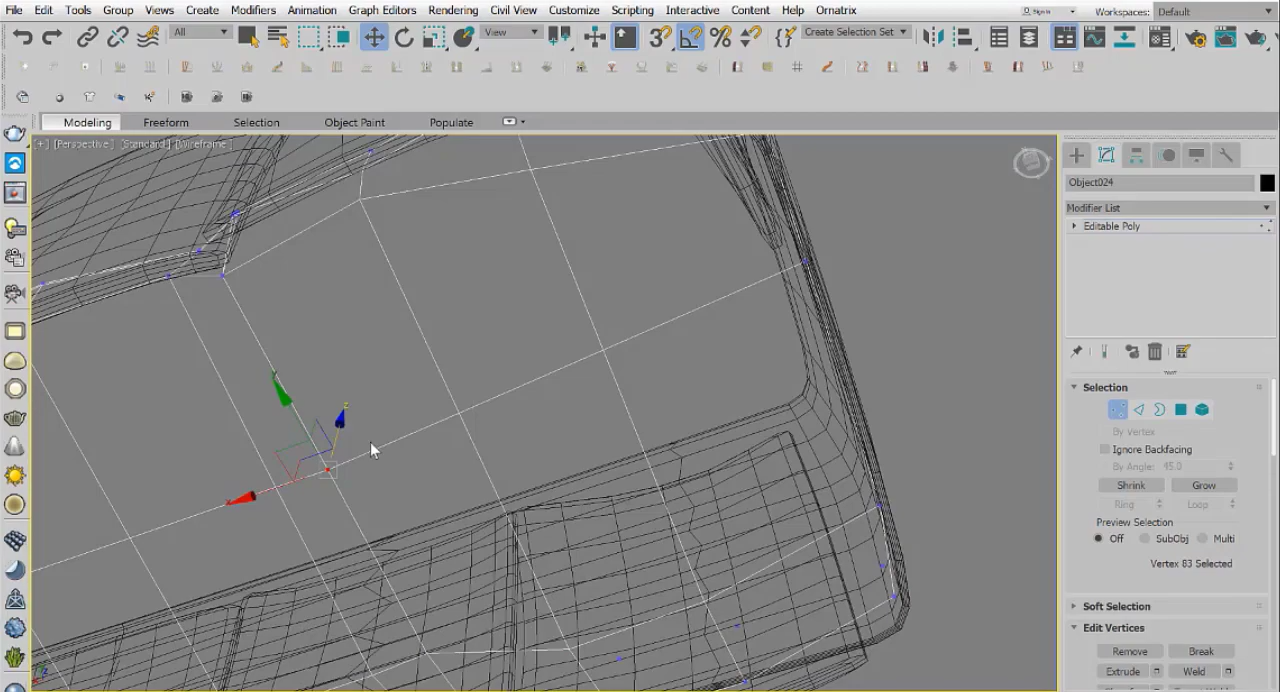 File Edit Tools Group Views Create Modifiers Animation Graph Editors Rendering Civil View Customize Scripting Interactive Content Help Ornatrix Sign In Workspaces: Default
All View Create Selection Set
Modeling Freeform Selection Object Paint Populate
[+] [Perspective] [Standard] [Wireframe]
Object024
Modifier List
Editable Poly
Selection
By Vertex
Ignore Backfacing
By Angle: 45.0
Shrink Grow
Ring Loop
Preview Selection
Off SubObj Multi
Vertex 83 Selected
Soft Selection
Edit Vertices
Remove Break
Extrude Weld